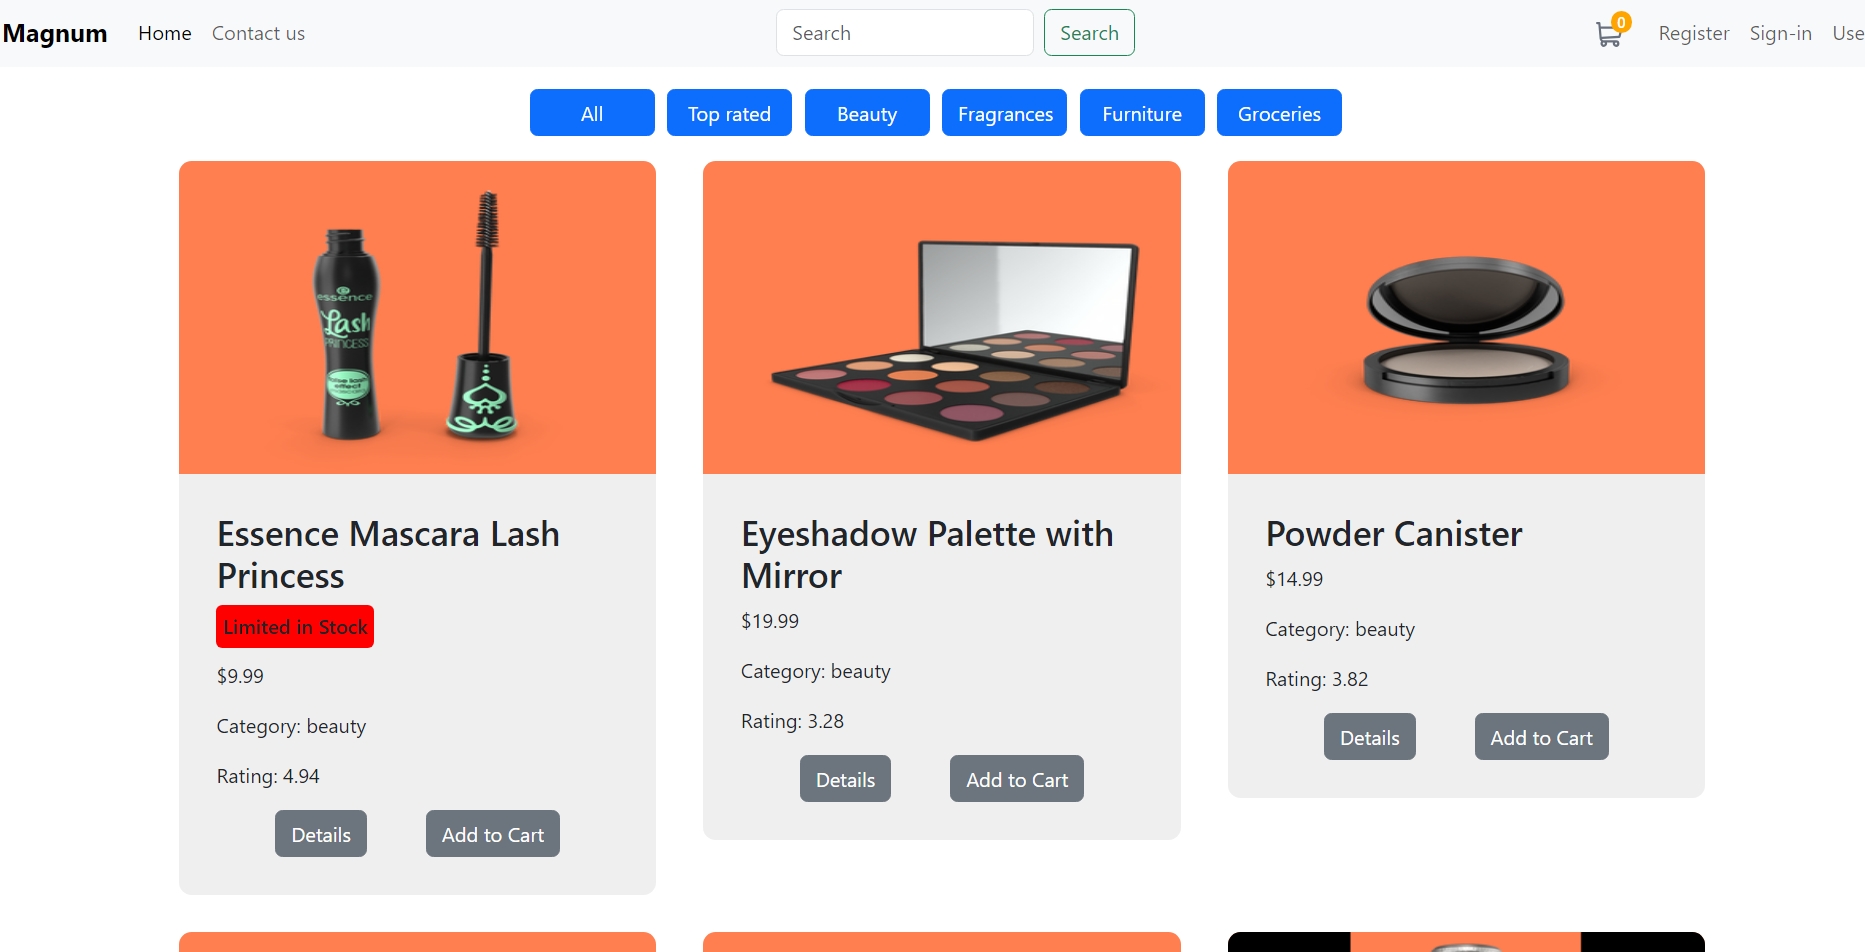 Magnum Home Contact us Search Search 0 Register Sign-in Use
All Top rated Beauty Fragrances Furniture Groceries
essence
Lash
PRINCESS
false lash
effect
Essence Mascara Lash
Princess
Limited in Stock
$9.99
Category: beauty
Rating: 4.94
Details Add to Cart
Eyeshadow Palette with
Mirror
$19.99
Category: beauty
Rating: 3.28
Details Add to Cart
Powder Canister
$14.99
Category: beauty
Rating: 3.82
Details Add to Cart